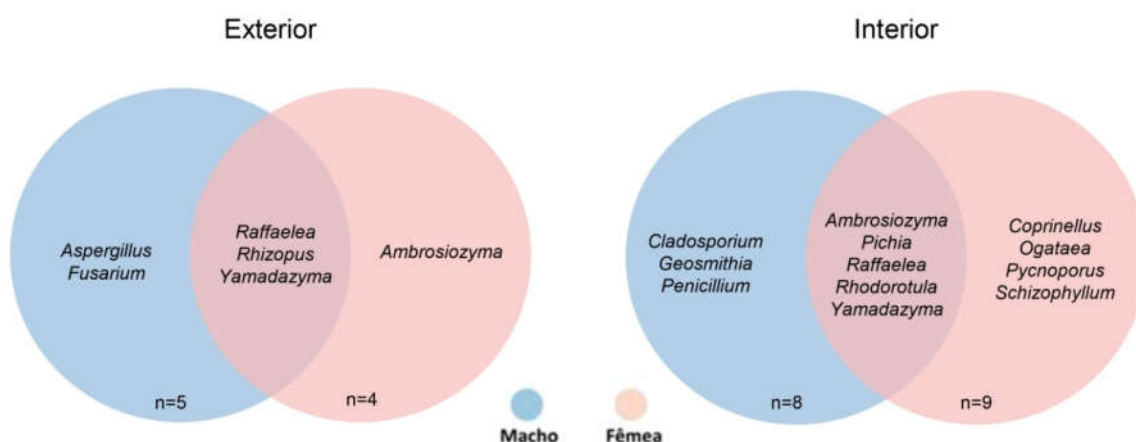 Exterior
Interior
Aspergillus
Fusarium
Raffaelea
Rhizopus
Yamadazyma
Ambrosiozyma
n=5
n=4
Cladosporium
Geosmithia
Penicillium
Ambrosiozyma
Pichia
Raffaelea
Rhodorotula
Yamadazyma
Coprinellus
Ogataea
Pycnoporus
Schizophyllum
n=8
n=9
Macho
Fêmea